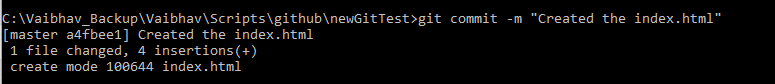 C:\Vaibhav_Backup\Vaibhav\Scripts\github\newGitTest>git commit -m "Created the index.html"
[master a4fbee1] Created the index.html
 1 file changed, 4 insertions(+)
 create mode 100644 index.html